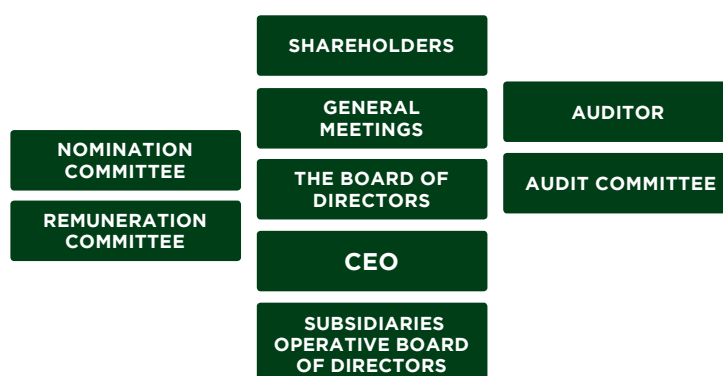 SHAREHOLDERS
GENERAL
MEETINGS
AUDITOR
NOMINATION
COMMITTEE
THE BOARD OF
DIRECTORS
AUDIT COMMITTEE
REMUNERATION
COMMITTEE
CEO
SUBSIDIARIES
OPERATIVE BOARD
OF DIRECTORS